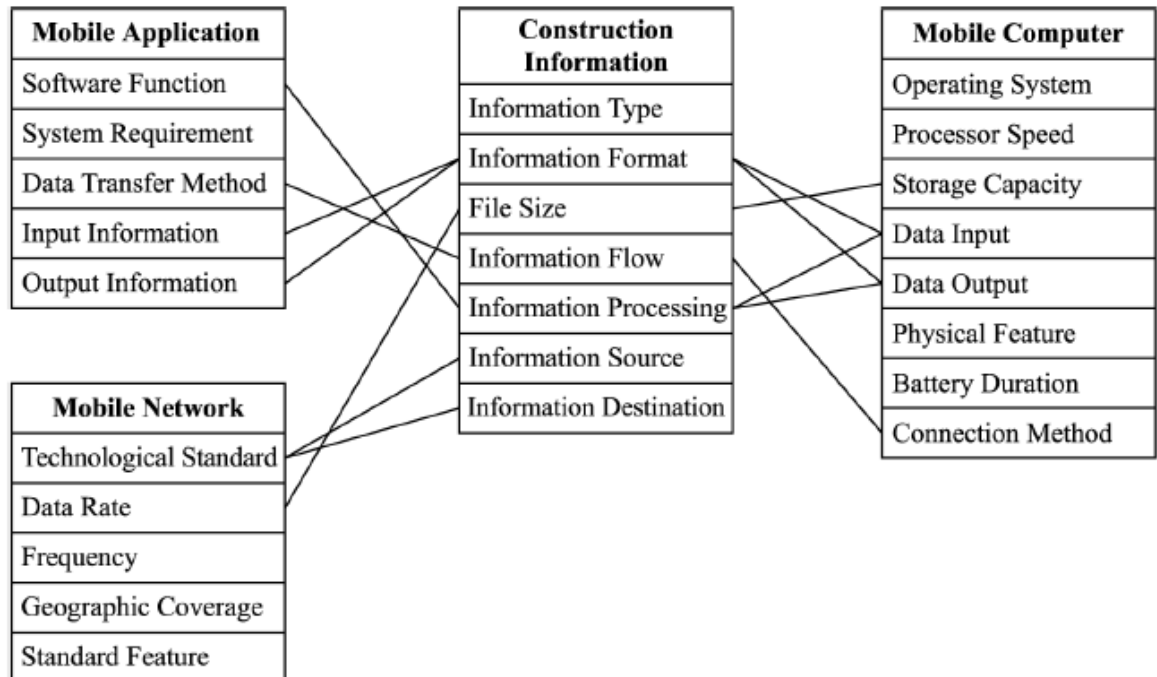 Mobile Application
Software Function
System Requirement
Data Transfer Method
Input Information
Output Information
Mobile Network
Technological Standard
Data Rate
Frequency
Geographic Coverage
Standard Feature
Construction
Information
Information Type
Information Format
File Size
Information Flow
Information Processing
Information Source
Information Destination
Mobile Computer
Operating System
Processor Speed
Storage Capacity
Data Input
Data Output
Physical Feature
Battery Duration
Connection Method